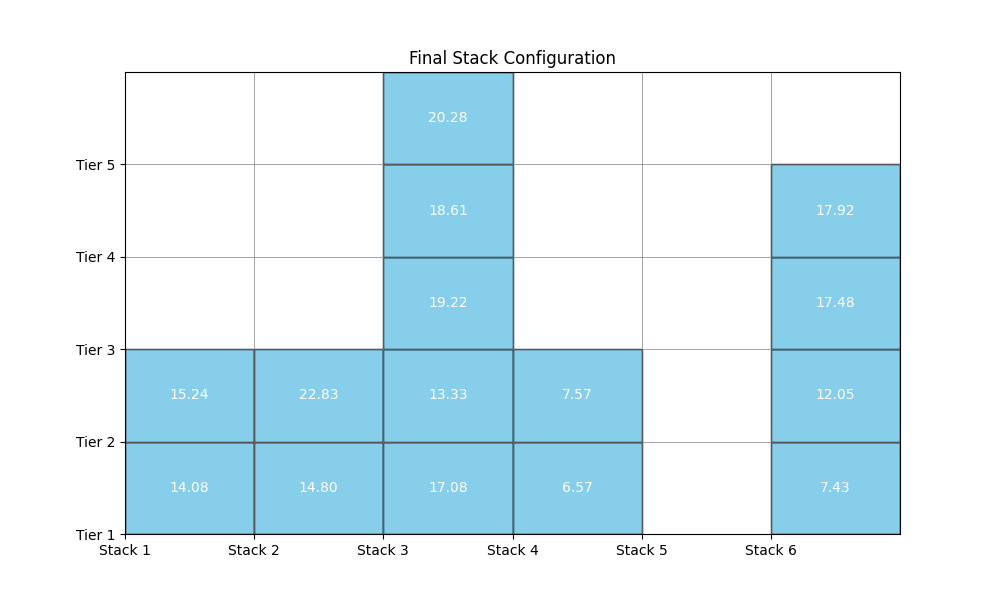 Final Stack Configuration
20.28
Tier 5
18.61 17.92
Tier 4
19.22 17.48
Tier 3
15.24 22.83 13.33 7.57 12.05
Tier 2
14.08 14.80 17.08 6.57 7.43
Tier 1
Stack 1 Stack 2 Stack 3 Stack 4 Stack 5 Stack 6